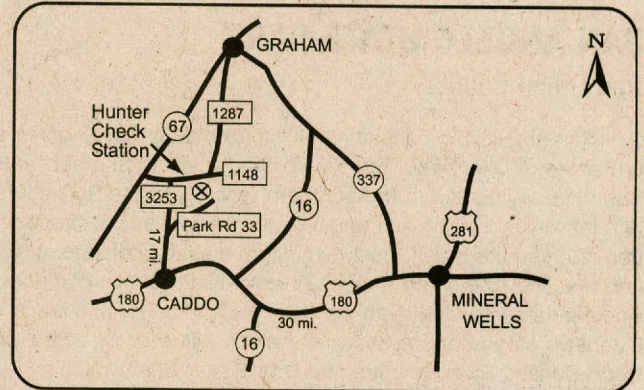 GRAHAM
N
Hunter
Check
Station
67
1287
1148
3253
337
16
Park Rd 33
281
17 mi.
180
CADDO
180
30 mi.
MINERAL
WELLS
16